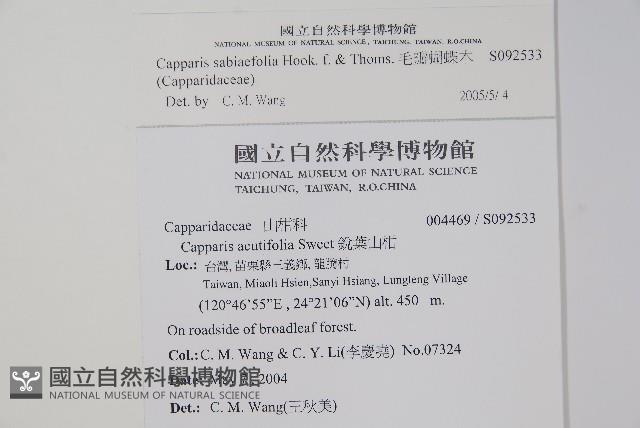 國立自然科學博物館
NATIONAL MUSEUM OF NATURAL SCIENCE, TAICHUNG, TAIWAN, R.O.CHINA
Capparis sabiaefolia Hook. f. & Thoms. 毛瓣蝴蝶木 S092533
(Capparidaceae)
Det. by C. M. Wang 2005/5/4
國立自然科學博物館
NATIONAL MUSEUM OF NATURAL SCIENCE
TAICHUNG, TAIWAN, R.O.CHINA
Capparidaceae 山柑科 004469 / S092533
Capparis acutifolia Sweet 銳葉山柑
Loc.: 台灣, 苗栗縣三義鄉, 龍騰村
Taiwan, Miaoli Hsien,Sanyi Hsiang, Lungteng Village
(120°46'55"E , 24°21'06"N) alt. 450 m.
On roadside of broadleaf forest.
Col.: C. M. Wang & C. Y. Li(李慶堯) No.07324
Date: 2004
Det.: C. M. Wang(王秋美)
國立自然科學博物館
NATIONAL MUSEUM OF NATURAL SCIENCE